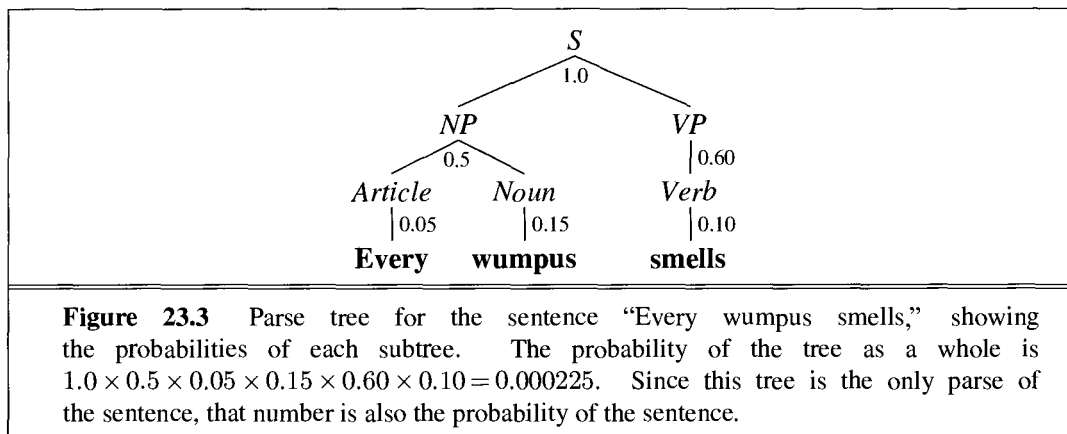 S
1.0
NP VP
0.5 0.60
Article Noun Verb
0.05 0.15 0.10
Every wumpus smells
Figure 23.3 Parse tree for the sentence “Every wumpus smells,” showing
the probabilities of each subtree. The probability of the tree as a whole is
1.0 × 0.5 × 0.05 × 0.15 × 0.60 × 0.10 = 0.000225. Since this tree is the only parse of
the sentence, that number is also the probability of the sentence.